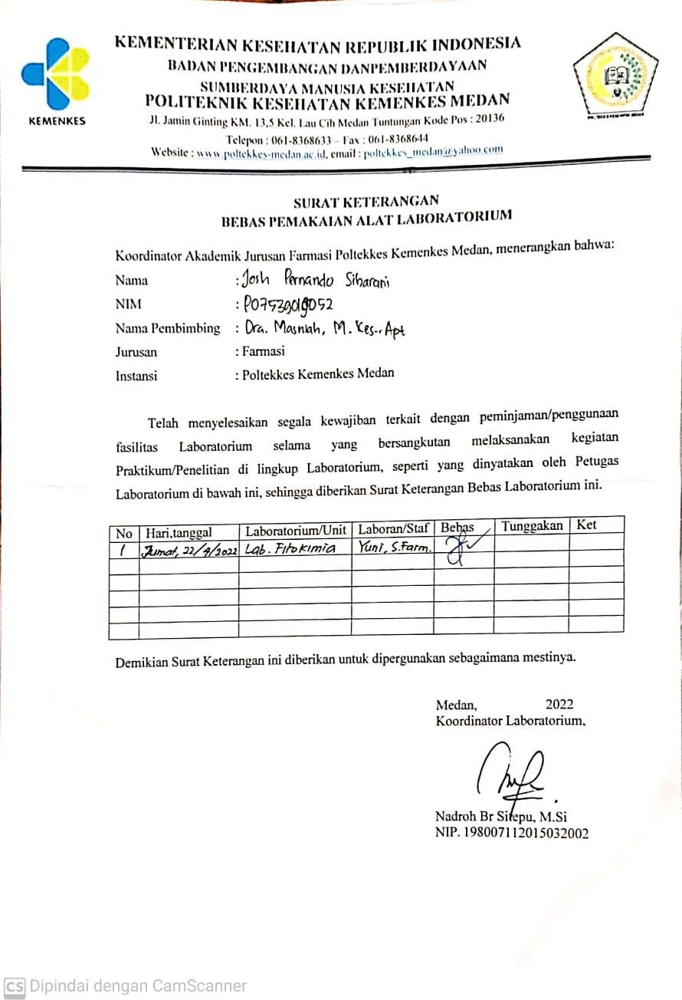 KEMENTERIAN KESEHATAN REPUBLIK INDONESIA
BADAN PENGEMBANGAN DANPEMBERDAYAAN
SUMBERDAYA MANUSIA KESEHATAN
POLITEKNIK KESEHATAN KEMENKES MEDAN
KEMENKES
Jl. Jamin Ginting KM. 13,5 Kel. Lau Cih Medan Tuntungan Kode Pos : 20136
Telepon : 061-8368633 – Fax : 061-8368644
Website : www.poltekkes-medan.ac.id, email : poltekkes_medan@yahoo.com
SURAT KETERANGAN
BEBAS PEMAKAIAN ALAT LABORATORIUM
Koordinator Akademik Jurusan Farmasi Poltekkes Kemenkes Medan, menerangkan bahwa:
Nama : Josh Pernando Sibarani
NIM : P07539019052
Nama Pembimbing : Dra. Masniah, M.Kes., Apt
Jurusan : Farmasi
Instansi : Poltekkes Kemenkes Medan
Telah menyelesaikan segala kewajiban terkait dengan peminjaman/penggunaan
fasilitas Laboratorium selama yang bersangkutan melaksanakan kegiatan
Praktikum/Penelitian di lingkup Laboratorium, seperti yang dinyatakan oleh Petugas
Laboratorium di bawah ini, sehingga diberikan Surat Keterangan Bebas Laboratorium ini.
No Hari,tanggal Laboratorium/Unit Laboran/Staf Bebas Tunggakan Ket
1 Jumat, 22/4/2022 Lab. Fitokimia Yuni, S.Farm. ✓
Demikian Surat Keterangan ini diberikan untuk dipergunakan sebagaimana mestinya.
Medan, 2022
Koordinator Laboratorium,
Nadroh Br Sitepu, M.Si
NIP. 198007112015032002
CS Dipindai dengan CamScanner